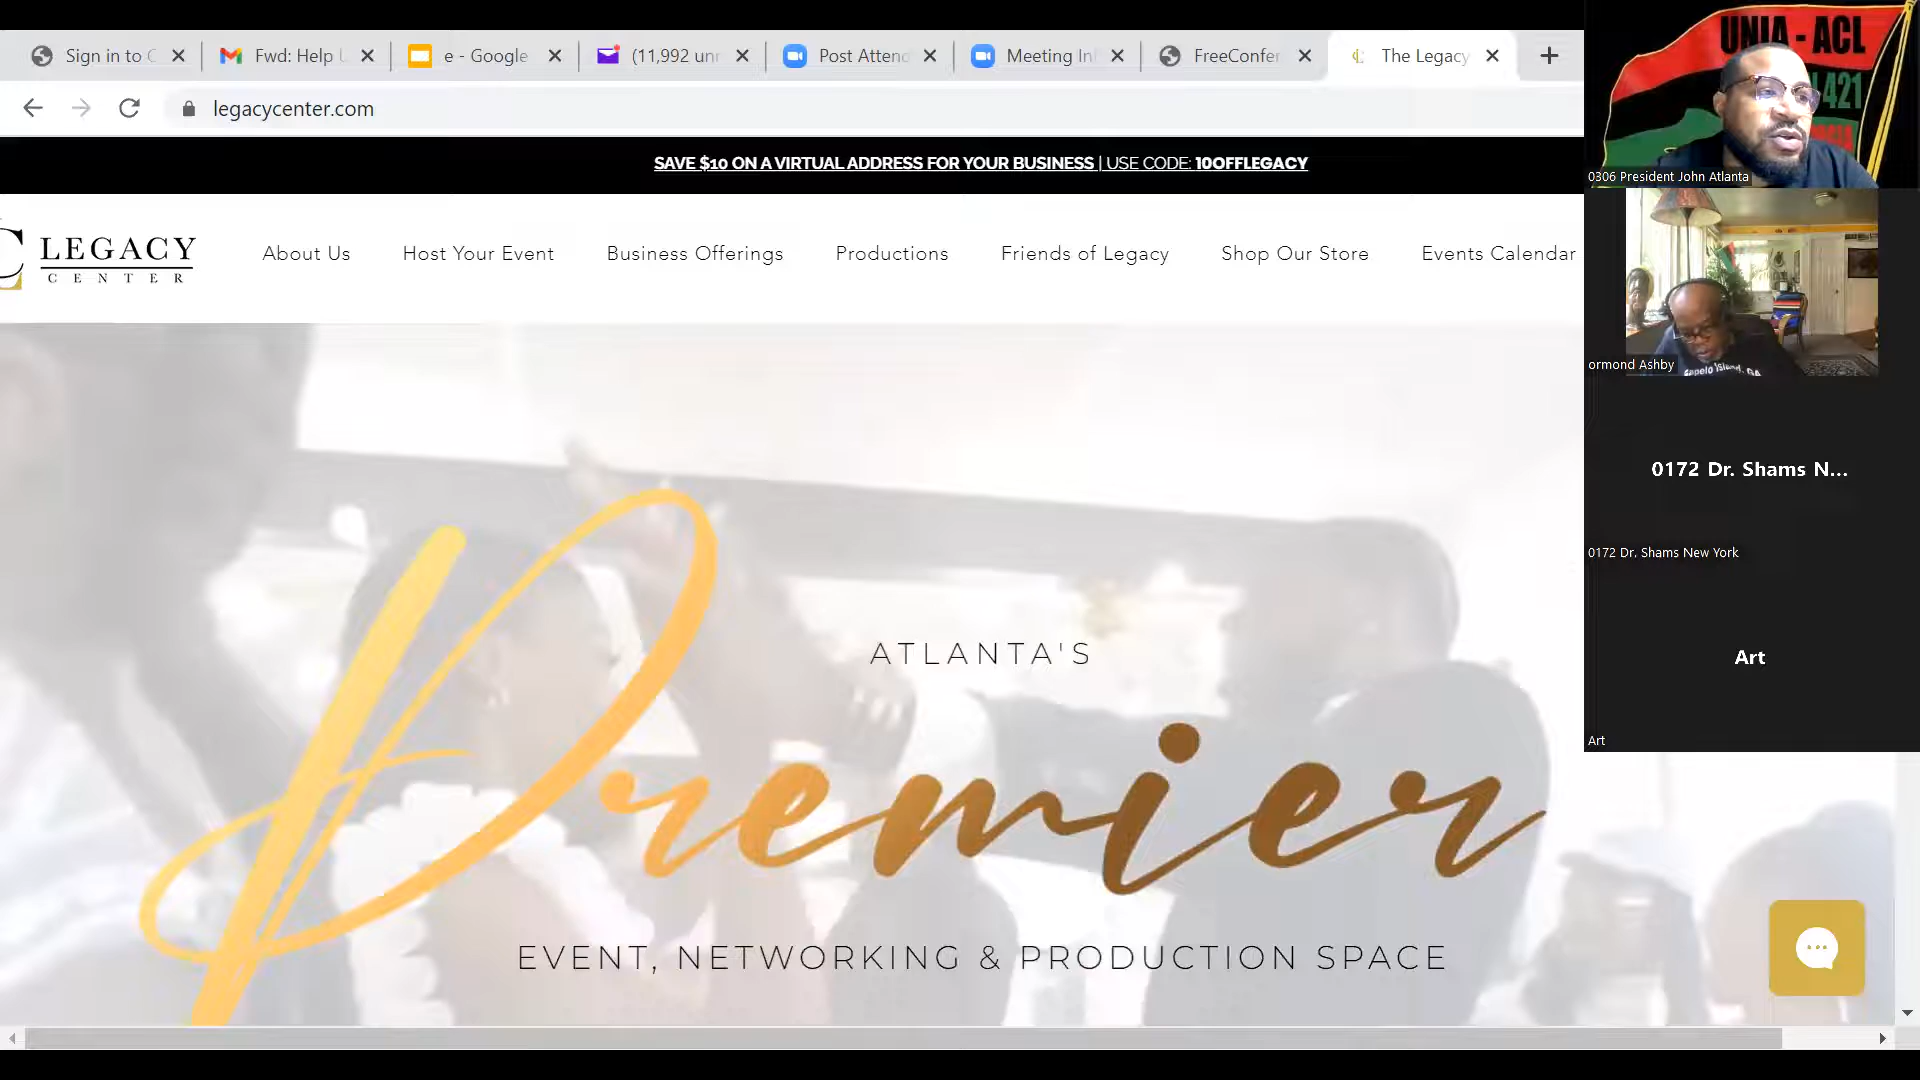 Sign in to
Fwd: Help
e - Google
(11,992 unr
Post Attend
Meeting In
FreeConfer
The Legacy
legacycenter.com
SAVE $10 ON A VIRTUAL ADDRESS FOR YOUR BUSINESS | USE CODE: 10OFFLEGACY
LEGACY
CENTER
About Us
Host Your Event
Business Offerings
Productions
Friends of Legacy
Shop Our Store
Events Calendar
ATLANTA'S
Premier
EVENT, NETWORKING & PRODUCTION SPACE
UNIA - ACL
421
0306 President John Atlanta
ormond Ashby
0172 Dr. Shams N...
0172 Dr. Shams New York
Art
Art